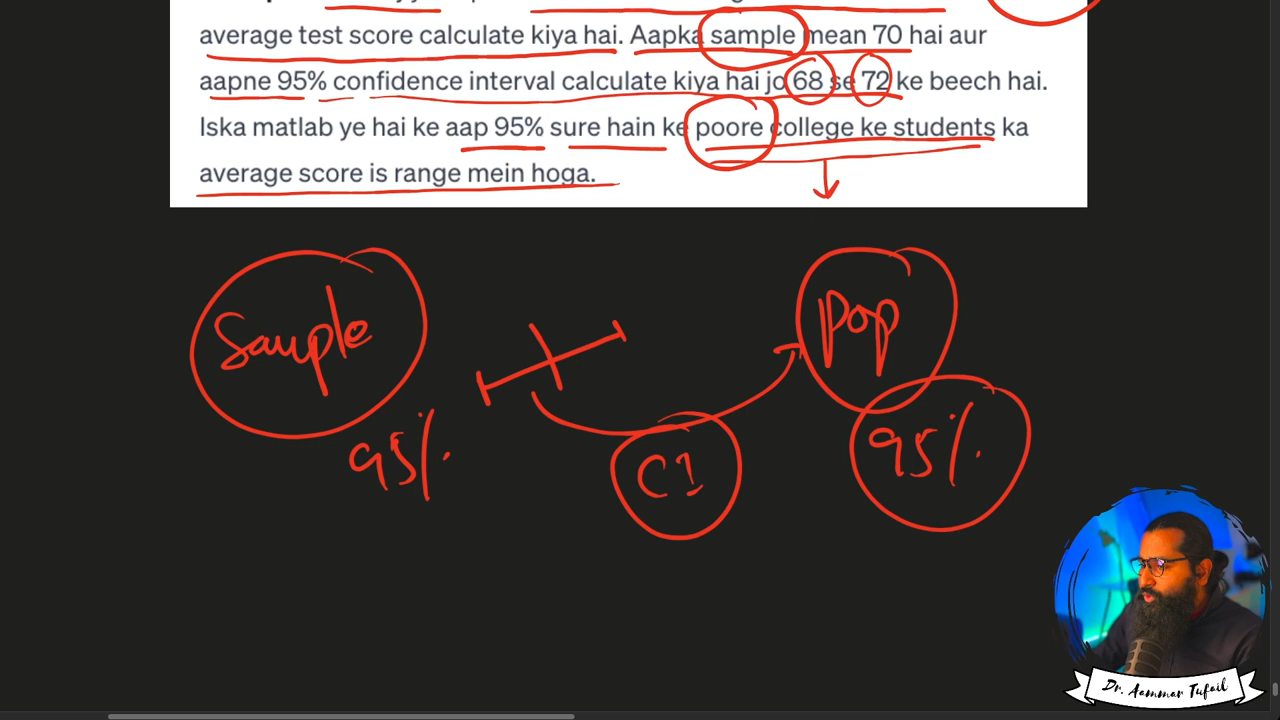 average test score calculate kiya hai. Aapka sample mean 70 hai aur
aapne 95% confidence interval calculate kiya hai jo 68 se 72 ke beech hai.
Iska matlab ye hai ke aap 95% sure hain ke poore college ke students ka
average score is range mein hoga.
Sample
Pop
95%
CI
95%
Dr. Aammar Tufail